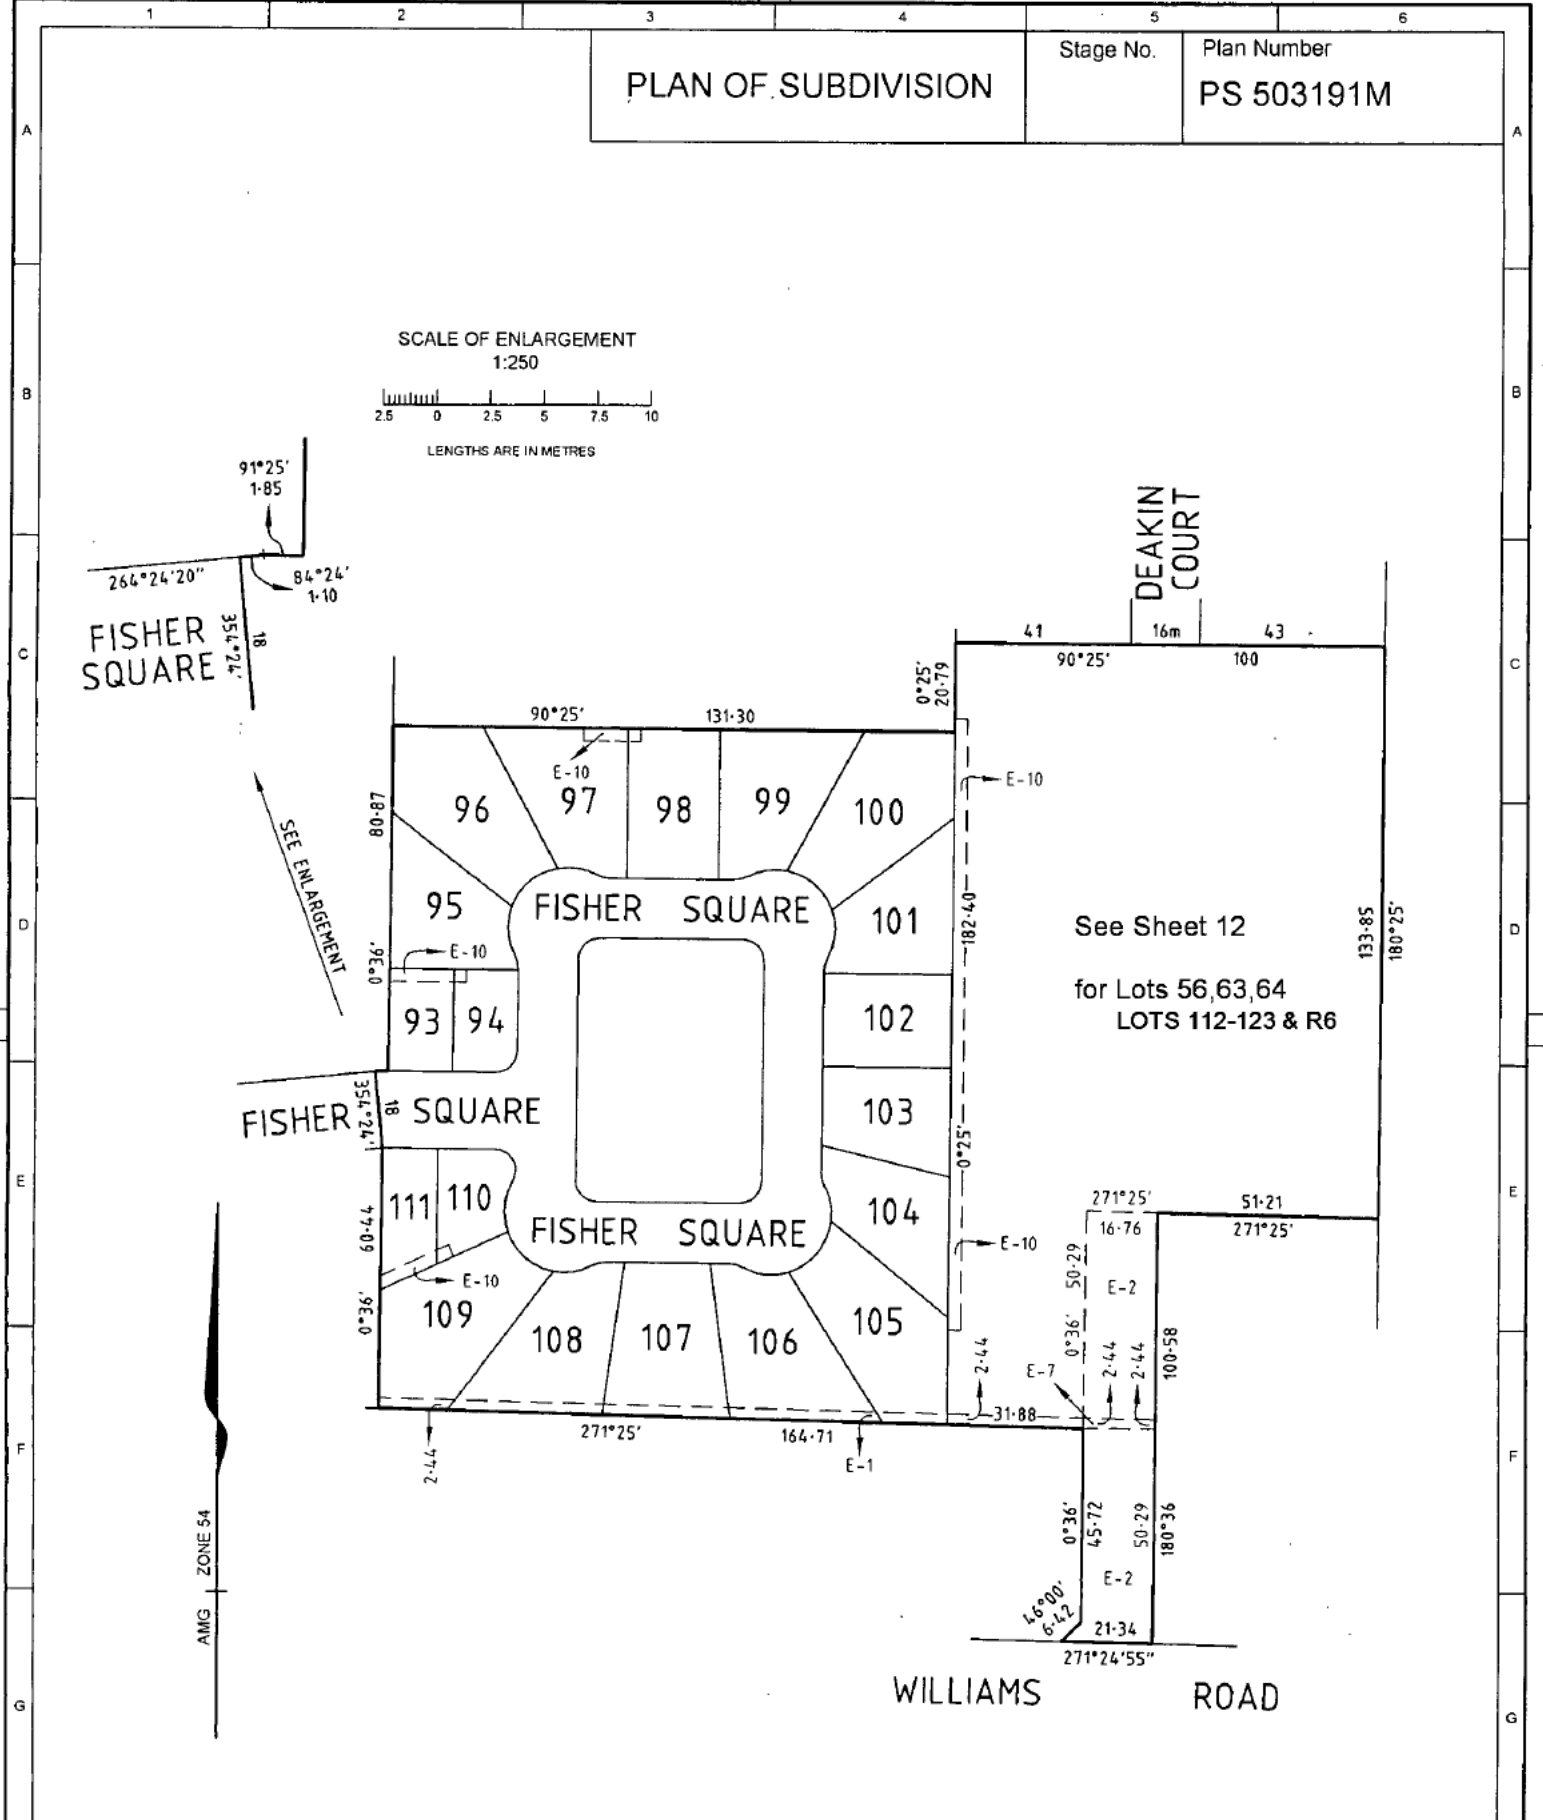 1 2 3 4 5 6
PLAN OF SUBDIVISION
Stage No.
Plan Number
PS 503191M
A
A
SCALE OF ENLARGEMENT
1:250
B
B
2.5 0 2.5 5 7.5 10
LENGTHS ARE IN METRES
91°25'
1·85
264°24'20"
84°24'
1·10
FISHER
SQUARE
354°24'
18
C
C
DEAKIN
COURT
41 16m 43
90°25' 100
0°25'
20·79
90°25' 131·30
E-10
E-10
96
97
98
99
100
80·87
SEE ENLARGEMENT
95
FISHER SQUARE
101
182·40
D
D
See Sheet 12
for Lots 56,63,64
LOTS 112-123 & R6
133·85
180°25'
0°36'
E-10
93
94
102
FISHER
354°24'
18
SQUARE
103
0°25'
E
E
111
110
104
271°25'
16·76
51·21
271°25'
60·44
FISHER SQUARE
E-10
E-10
50·29
0°36'
E-2
109
0°36'
108
107
106
105
2·44
E-7
2·44
2·44
100·58
31·88
271°25'
164·71
2·44
E-1
F
F
0°36'
45·72
50·29
180°36
E-2
46°00'
6·42
21·34
271°24'55"
AMG ZONE 54
WILLIAMS ROAD
G
G